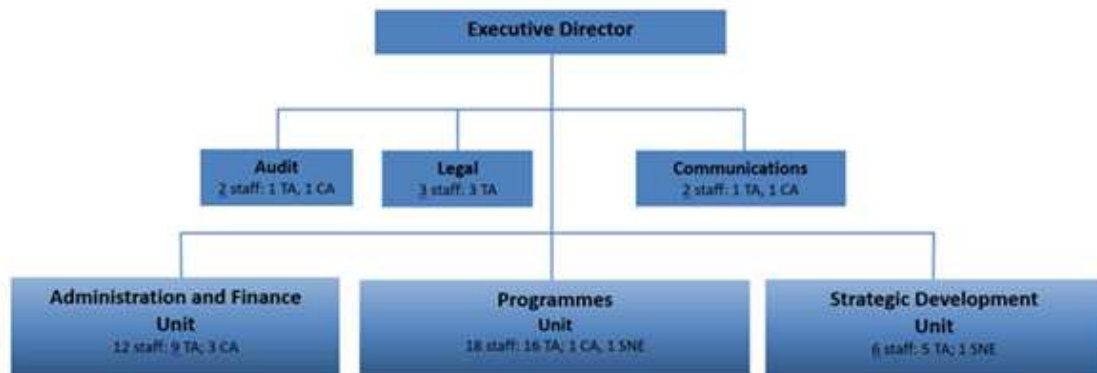 Executive Director
Audit
2 staff: 1 TA, 1 CA
Legal
3 staff: 3 TA
Communications
2 staff: 1 TA, 1 CA
Administration and Finance
Unit
12 staff: 9 TA; 3 CA
Programmes
Unit
18 staff: 16 TA; 1 CA, 1 SNE
Strategic Development
Unit
6 staff: 5 TA; 1 SNE